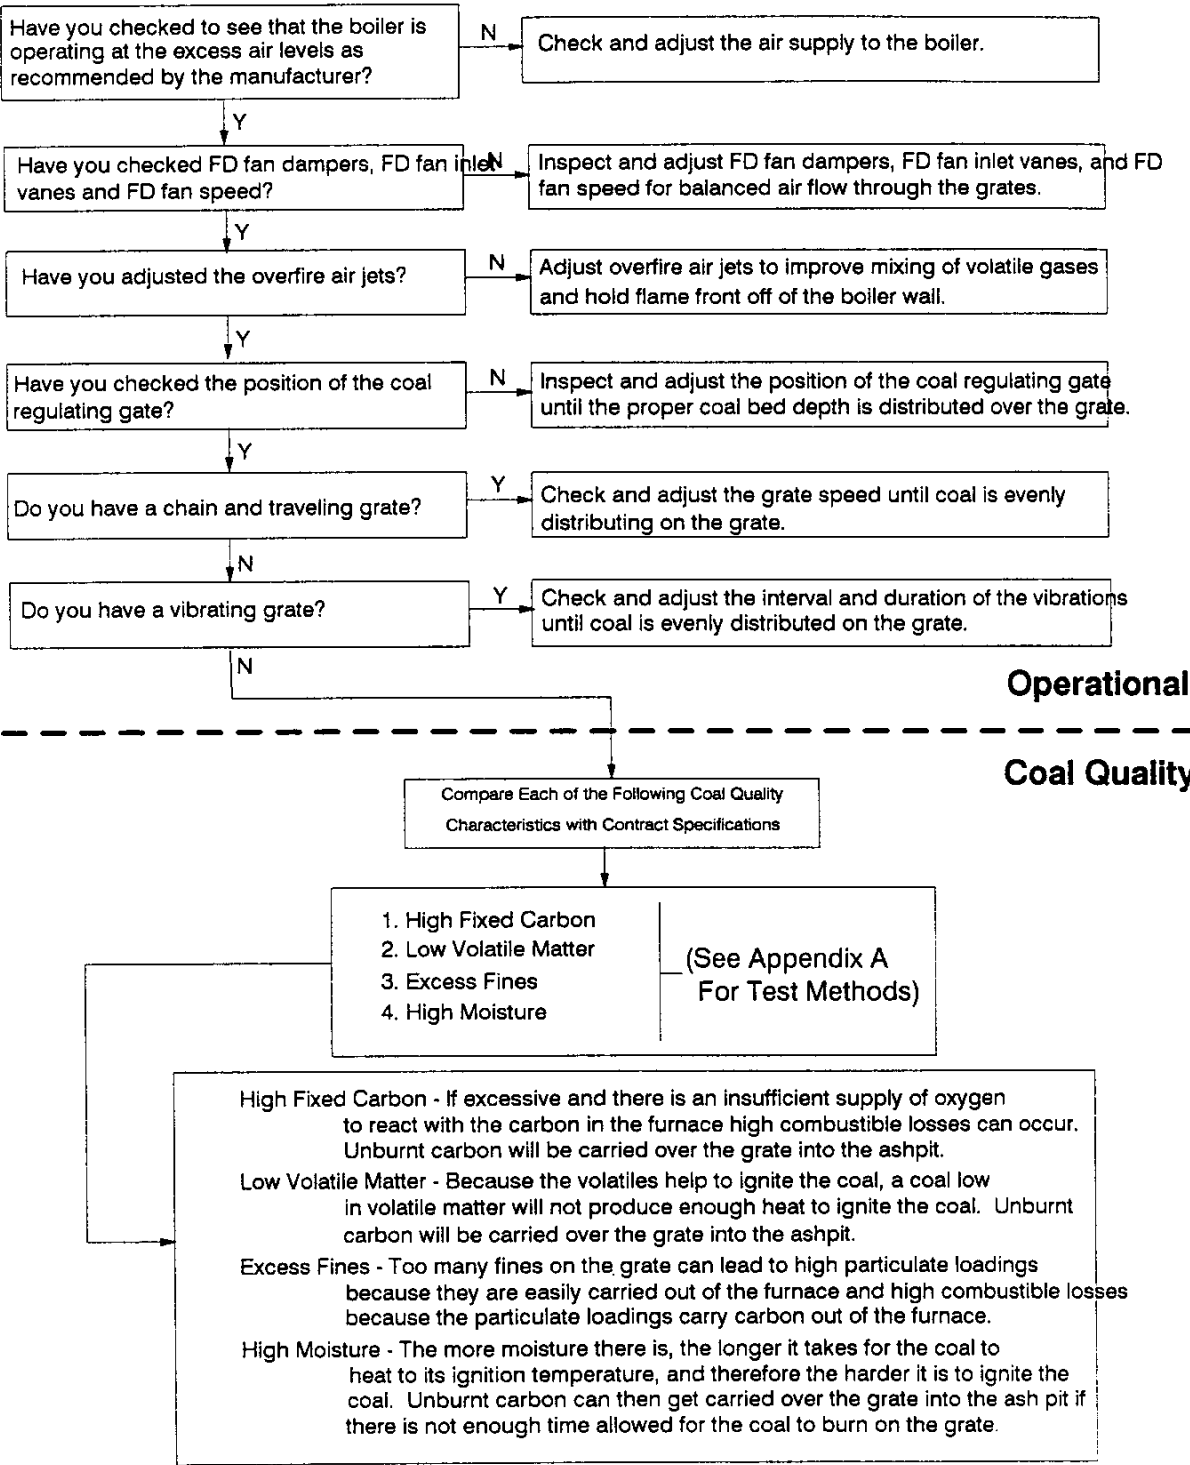 Have you checked to see that the boiler is
operating at the excess air levels as
recommended by the manufacturer?
N
Check and adjust the air supply to the boiler.
Y
Have you checked FD fan dampers, FD fan inlet
vanes and FD fan speed?
N
Inspect and adjust FD fan dampers, FD fan inlet vanes, and FD
fan speed for balanced air flow through the grates.
Y
Have you adjusted the overfire air jets?
N
Adjust overfire air jets to improve mixing of volatile gases
and hold flame front off of the boiler wall.
Y
Have you checked the position of the coal
regulating gate?
N
Inspect and adjust the position of the coal regulating gate
until the proper coal bed depth is distributed over the grate.
Y
Do you have a chain and traveling grate?
Y
Check and adjust the grate speed until coal is evenly
distributing on the grate.
N
Do you have a vibrating grate?
Y
Check and adjust the interval and duration of the vibrations
until coal is evenly distributed on the grate.
N
Operational
Coal Quality
Compare Each of the Following Coal Quality
Characteristics with Contract Specifications
1. High Fixed Carbon
2. Low Volatile Matter
3. Excess Fines
4. High Moisture
(See Appendix A
For Test Methods)
High Fixed Carbon - If excessive and there is an insufficient supply of oxygen
to react with the carbon in the furnace high combustible losses can occur.
Unburnt carbon will be carried over the grate into the ashpit.
Low Volatile Matter - Because the volatiles help to ignite the coal, a coal low
in volatile matter will not produce enough heat to ignite the coal. Unburnt
carbon will be carried over the grate into the ashpit.
Excess Fines - Too many fines on the grate can lead to high particulate loadings
because they are easily carried out of the furnace and high combustible losses
because the particulate loadings carry carbon out of the furnace.
High Moisture - The more moisture there is, the longer it takes for the coal to
heat to its ignition temperature, and therefore the harder it is to ignite the
coal. Unburnt carbon can then get carried over the grate into the ash pit if
there is not enough time allowed for the coal to burn on the grate.